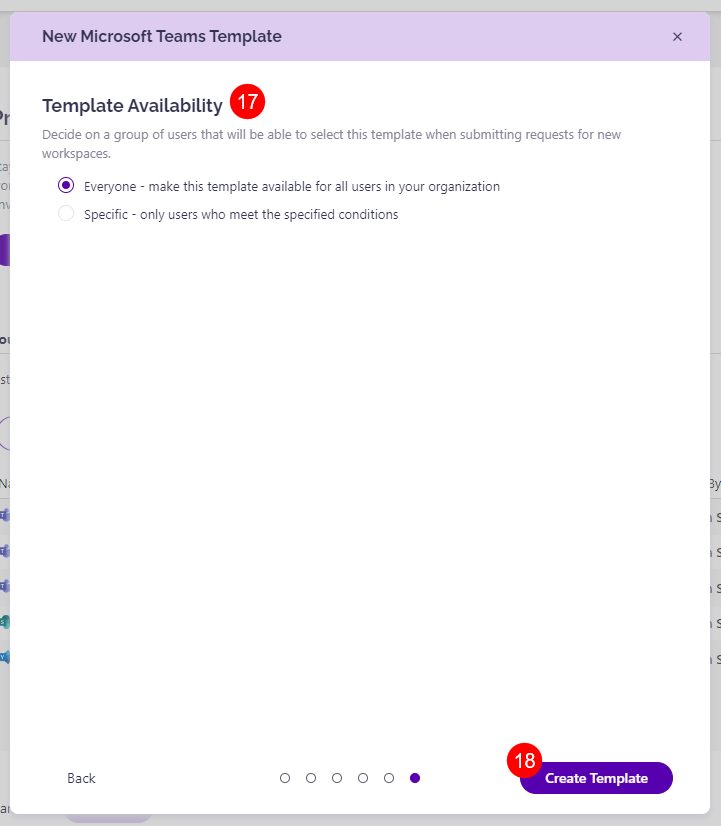 New Microsoft Teams Template
Template Availability 17
Decide on a group of users that will be able to select this template when submitting requests for new
workspaces.
Everyone - make this template available for all users in your organization
Specific - only users who meet the specified conditions
By
18
Back Create Template